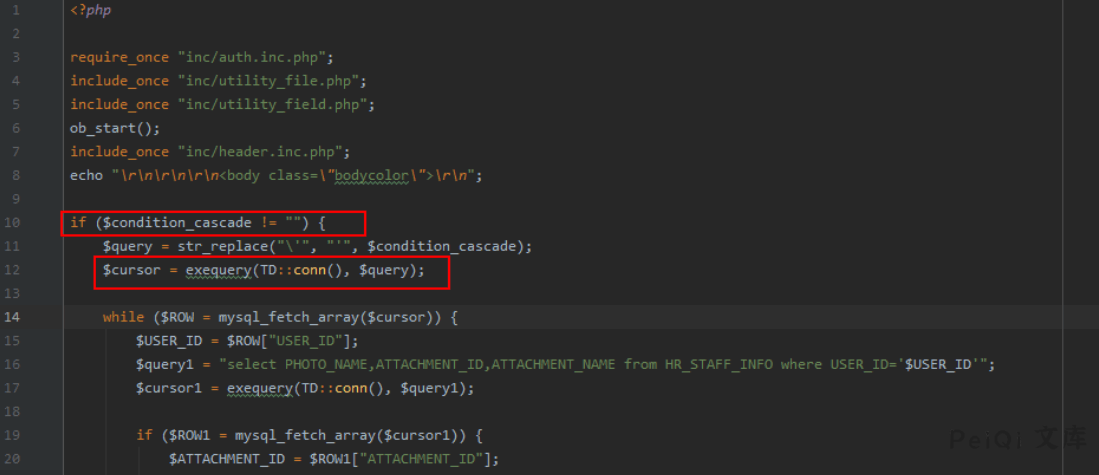 1 <?php
2
3 require_once "inc/auth.inc.php";
4 include_once "inc/utility_file.php";
5 include_once "inc/utility_field.php";
6 ob_start();
7 include_once "inc/header.inc.php";
8 echo "\r\n\r\n\r\n<body class=\"bodycolor\">\r\n";
9
10 if ($condition_cascade != "") {
11 $query = str_replace("\'", "'", $condition_cascade);
12 $cursor = exequery(TD::conn(), $query);
13
14 while ($ROW = mysql_fetch_array($cursor)) {
15 $USER_ID = $ROW["USER_ID"];
16 $query1 = "select PHOTO_NAME,ATTACHMENT_ID,ATTACHMENT_NAME from HR_STAFF_INFO where USER_ID='$USER_ID'";
17 $cursor1 = exequery(TD::conn(), $query1);
18
19 if ($ROW1 = mysql_fetch_array($cursor1)) {
20 $ATTACHMENT_ID = $ROW1["ATTACHMENT_ID"];
PeiQi 文库